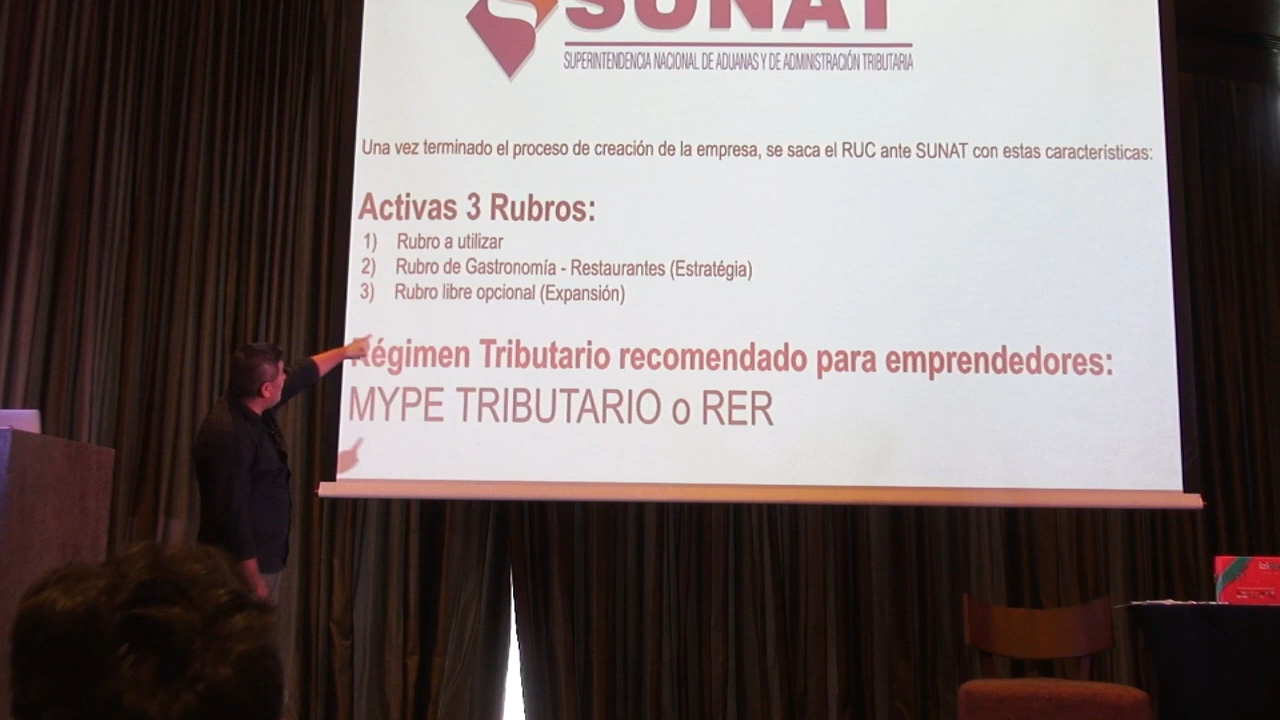 SUNAT
SUPERINTENDENCIA NACIONAL DE ADUANAS Y DE ADMINISTRACIÓN TRIBUTARIA
Una vez terminado el proceso de creación de la empresa, se saca el RUC ante SUNAT con estas características:
Activas 3 Rubros:
1) Rubro a utilizar
2) Rubro de Gastronomía - Restaurantes (Estratégia)
3) Rubro libre opcional (Expansión)
Régimen Tributario recomendado para emprendedores:
MYPE TRIBUTARIO o RER